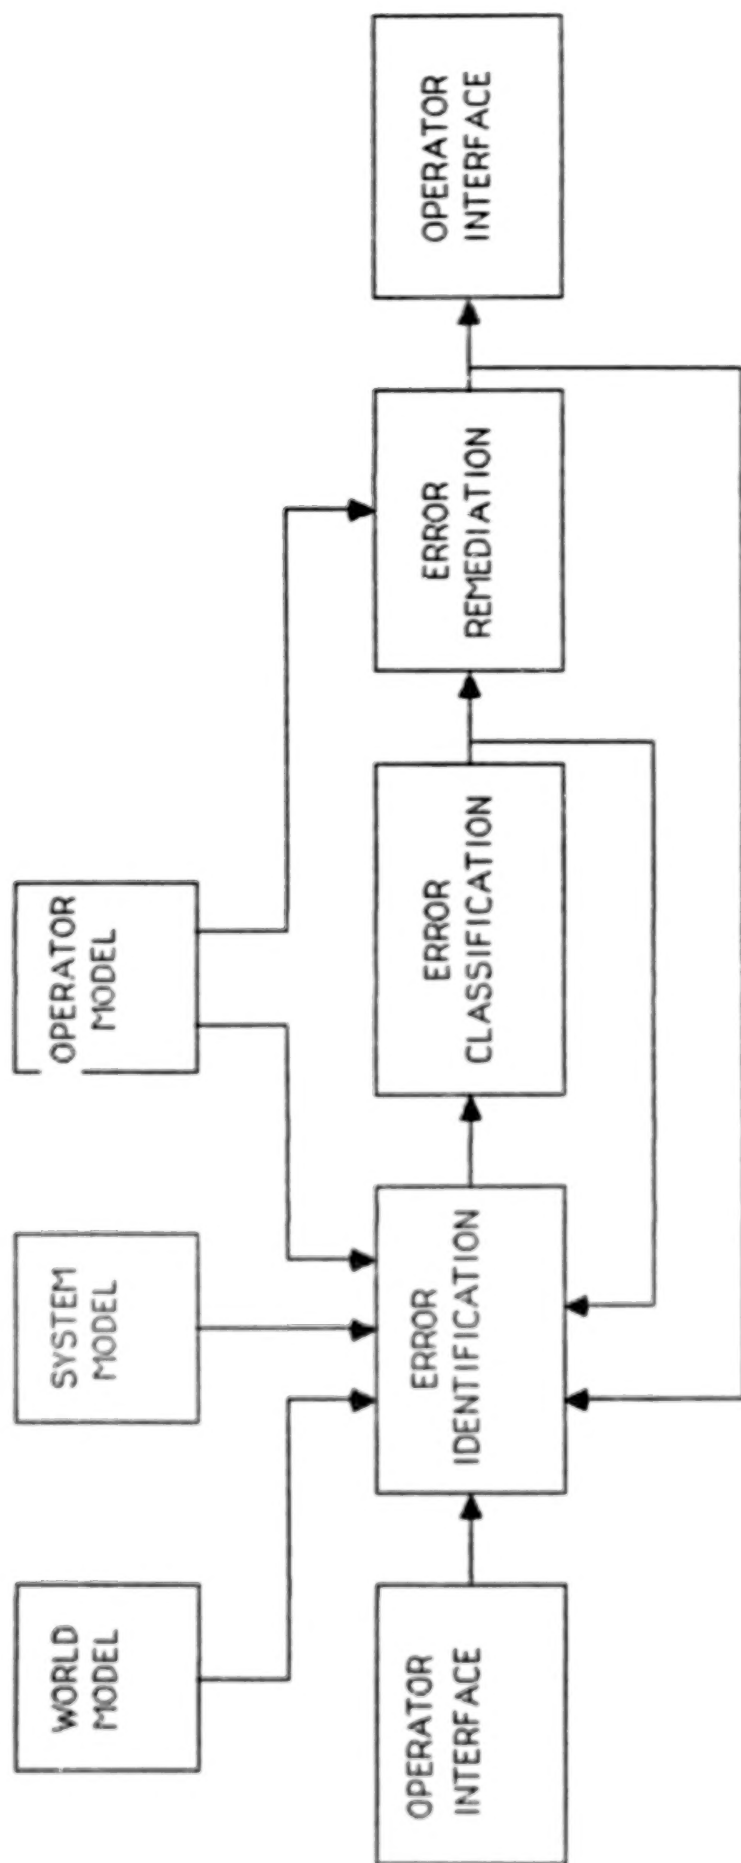 WORLD
MODEL
SYSTEM
MODEL
OPERATOR
MODEL
OPERATOR
INTERFACE
ERROR
IDENTIFICATION
ERROR
CLASSIFICATION
ERROR
REMEDIATION
OPERATOR
INTERFACE